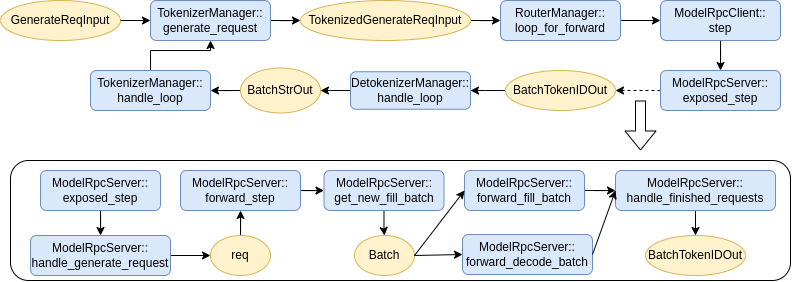 GenerateReqInput
TokenizerManager::
generate_request
TokenizedGenerateReqInput
RouterManager::
loop_for_forward
ModelRpcClient::
step
TokenizerManager::
handle_loop
BatchStrOut
DetokenizerManager::
handle_loop
BatchTokenIDOut
ModelRpcServer::
exposed_step
ModelRpcServer::
exposed_step
ModelRpcServer::
forward_step
ModelRpcServer::
get_new_fill_batch
ModelRpcServer::
forward_fill_batch
ModelRpcServer::
handle_finished_requests
ModelRpcServer::
handle_generate_request
req
Batch
ModelRpcServer::
forward_decode_batch
BatchTokenIDOut